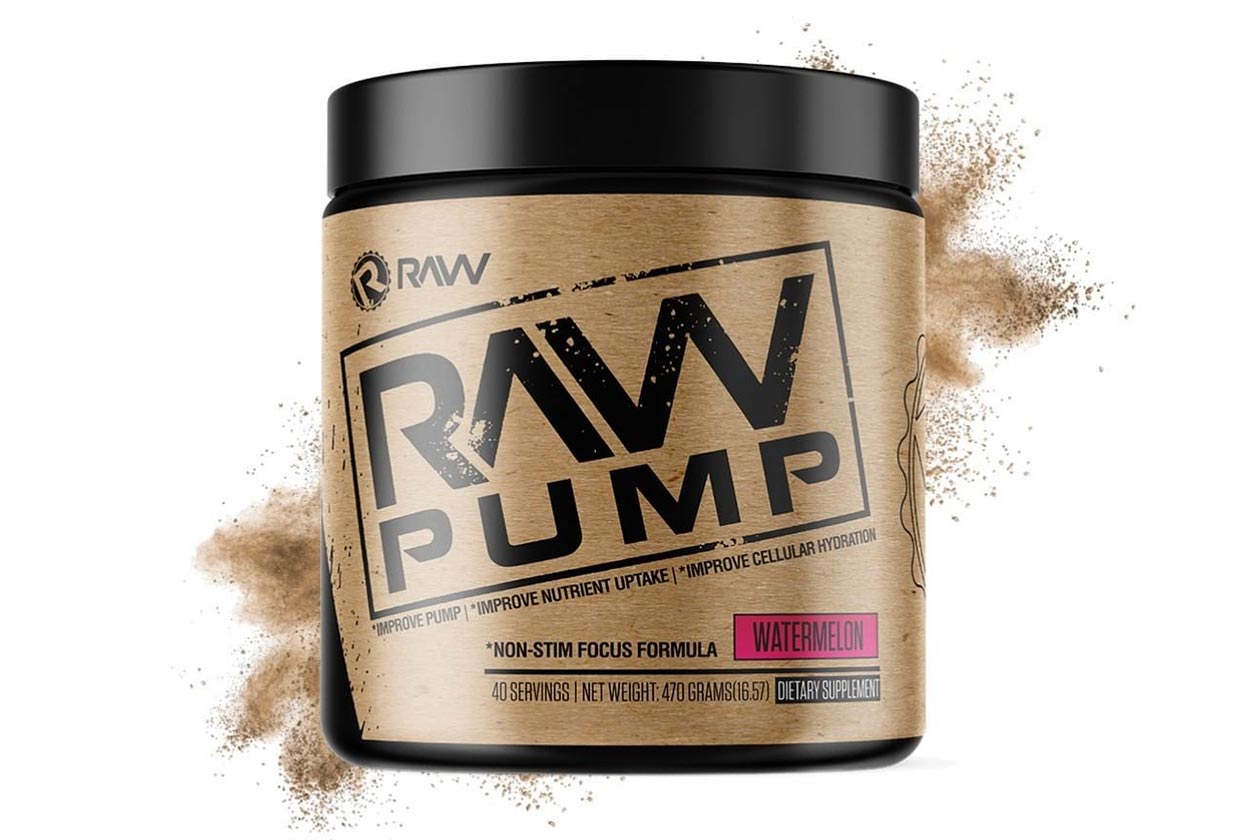 R RAW
RAW
PUMP
*IMPROVE PUMP | *IMPROVE NUTRIENT UPTAKE | *IMPROVE CELLULAR HYDRATION
*NON-STIM FOCUS FORMULA WATERMELON
40 SERVINGS | NET WEIGHT: 470 GRAMS(16.57) DIETARY SUPPLEMENT